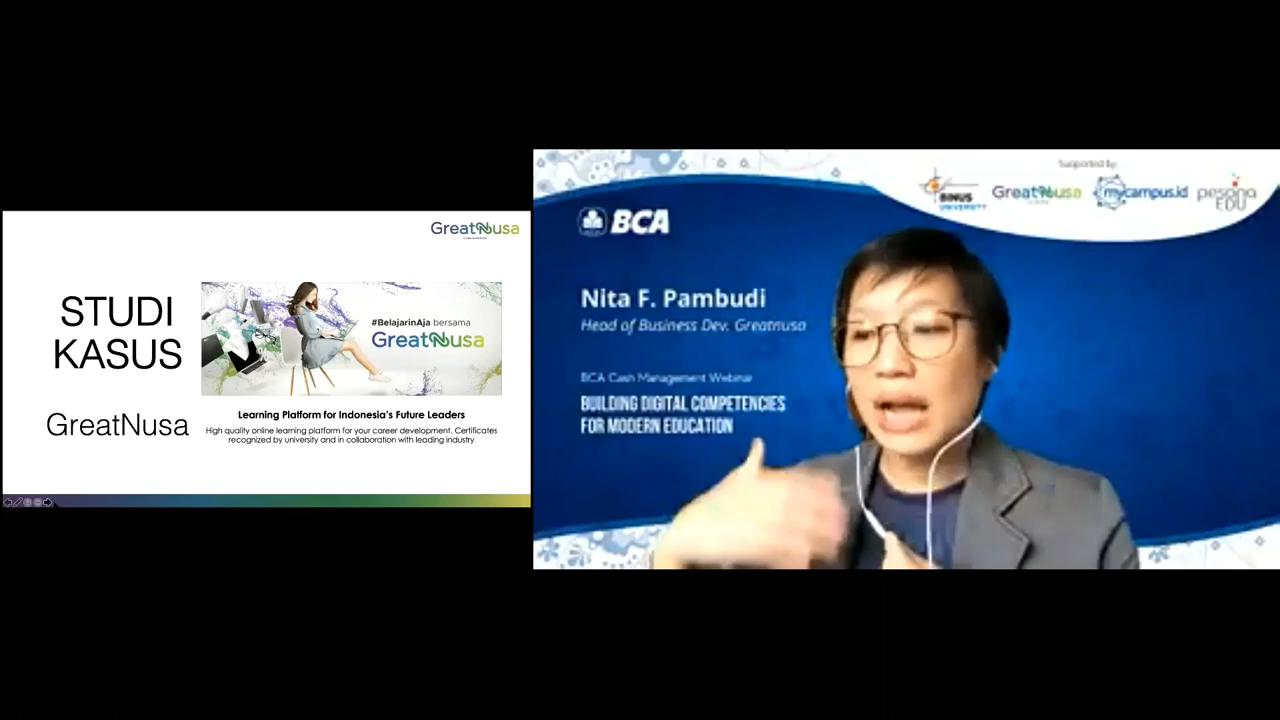 GreatNusa
STUDI
KASUS
GreatNusa
#BelajarinAja bersama
GreatNusa
Learning Platform for Indonesia's Future Leaders
High quality online learning platform for your career development. Certificates
recognized by university and in collaboration with leading industry
Supported by:
BINUS
UNIVERSITY
GreatNusa
mycampus.id
pesona
EDU
BCA
Nita F. Pambudi
Head of Business Dev. Greatnusa
BCA Cash Management Webinar
BUILDING DIGITAL COMPETENCIES
FOR MODERN EDUCATION